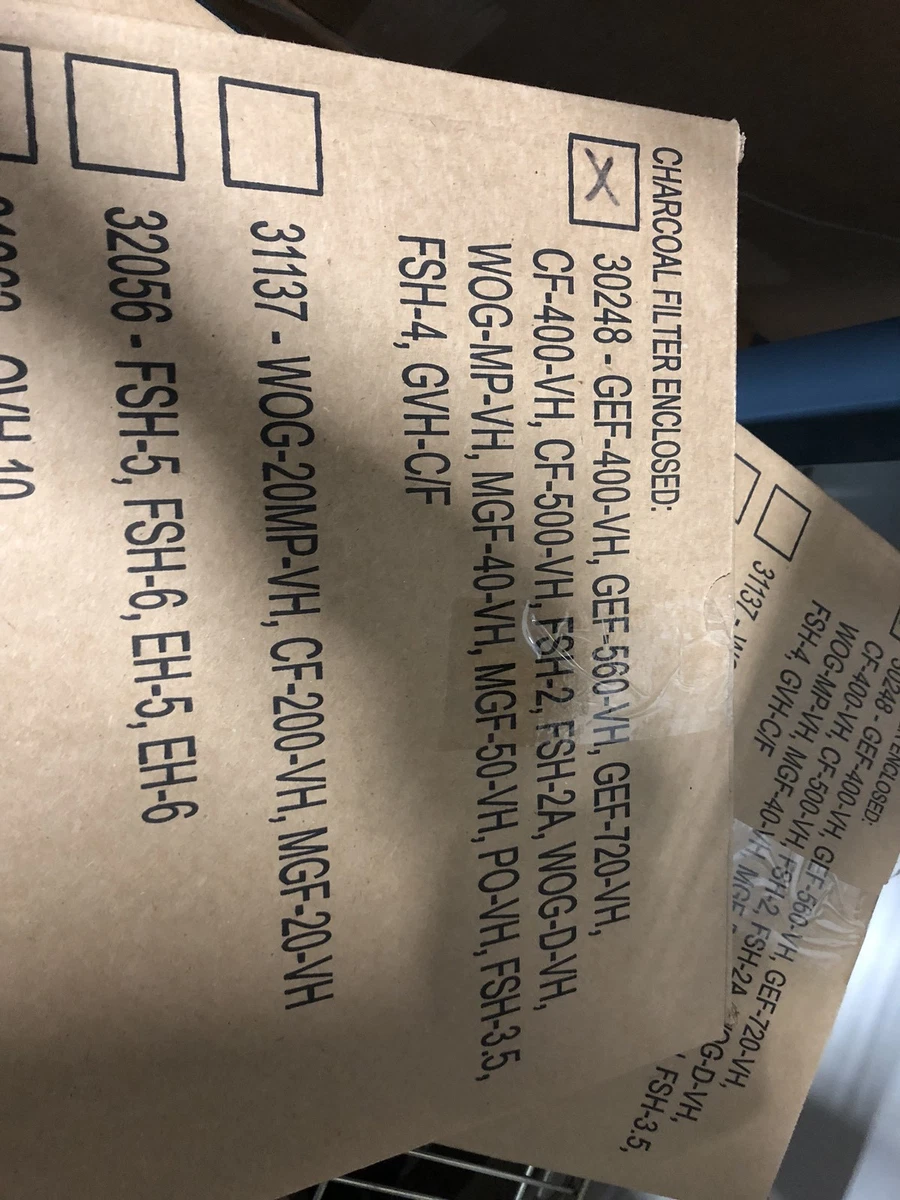 CHARCOAL FILTER ENCLOSED:
30248 - GEF-400-VH, GEF-560-VH, GEF-720-VH,
CF-400-VH, CF-500-VH, FSH-2, FSH-2A, WOG-D-VH,
WOG-MP-VH, MGF-40-VH, MGF-50-VH, PO-VH, FSH-3.5,
FSH-4, GVH-C/F
31137 - WOG-20MP-VH, CF-200-VH, MGF-20-VH
32056 - FSH-5, FSH-6, EH-5, EH-6
10
ENCLOSED:
30248 - GEF-400-VH, GEF-560-VH, GEF-720-VH,
CF-400-VH, CF-500-VH, FSH-2, FSH-2A
WOG-MP-VH, MGF-40-VH, FSH-3.5,
FSH-4, GVH-C/F
31137 -